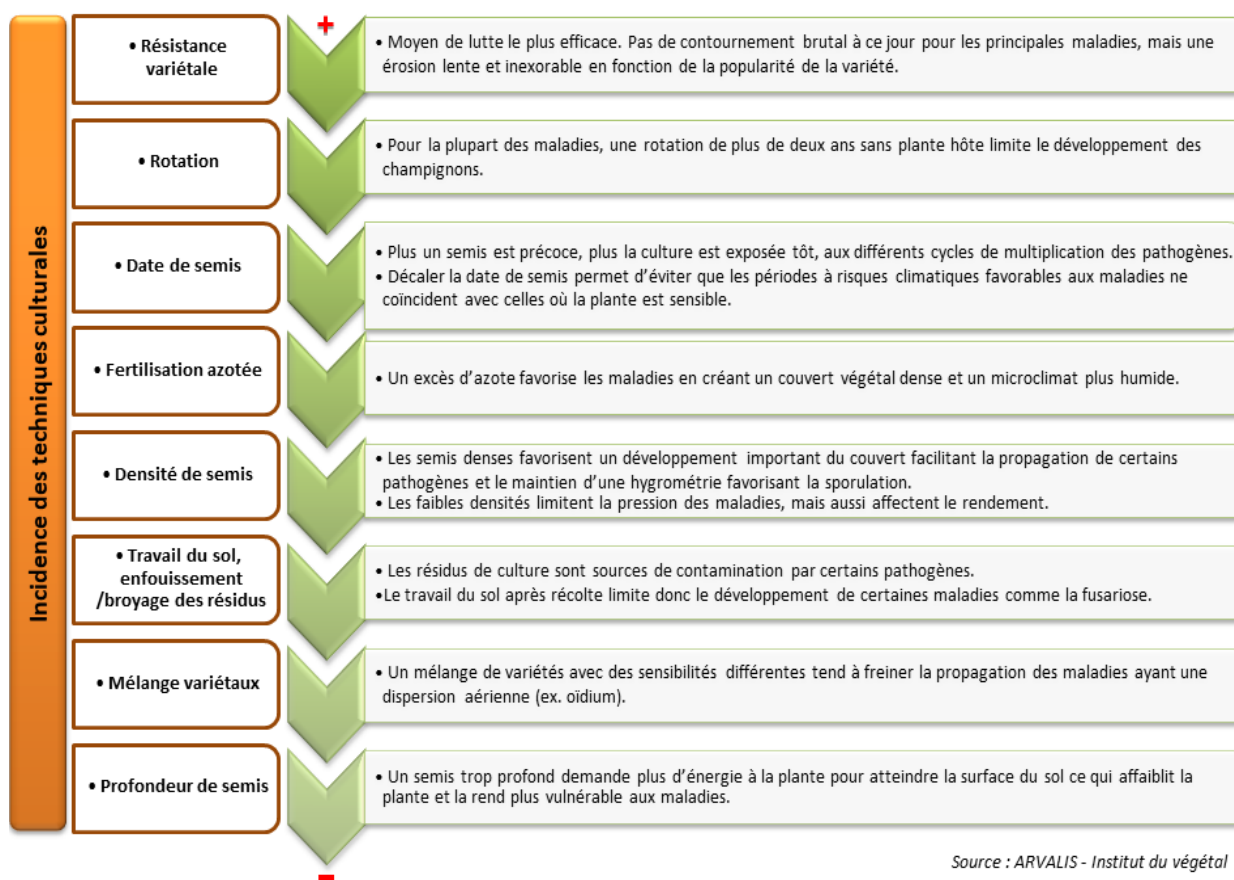 Incidence des techniques culturales
+
• Résistance
variétale
• Moyen de lutte le plus efficace. Pas de contournement brutal à ce jour pour les principales maladies, mais une
érosion lente et inexorable en fonction de la popularité de la variété.
• Rotation
• Pour la plupart des maladies, une rotation de plus de deux ans sans plante hôte limite le développement des
champignons.
• Date de semis
• Plus un semis est précoce, plus la culture est exposée tôt, aux différents cycles de multiplication des pathogènes.
• Décaler la date de semis permet d'éviter que les périodes à risques climatiques favorables aux maladies ne
coïncident avec celles où la plante est sensible.
• Fertilisation azotée
• Un excès d'azote favorise les maladies en créant un couvert végétal dense et un microclimat plus humide.
• Densité de semis
• Les semis denses favorisent un développement important du couvert facilitant la propagation de certains
pathogènes et le maintien d'une hygrométrie favorisant la sporulation.
• Les faibles densités limitent la pression des maladies, mais aussi affectent le rendement.
• Travail du sol,
enfouissement
/broyage des résidus
• Les résidus de culture sont sources de contamination par certains pathogènes.
•Le travail du sol après récolte limite donc le développement de certaines maladies comme la fusariose.
• Mélange variétaux
• Un mélange de variétés avec des sensibilités différentes tend à freiner la propagation des maladies ayant une
dispersion aérienne (ex. oïdium).
• Profondeur de semis
• Un semis trop profond demande plus d'énergie à la plante pour atteindre la surface du sol ce qui affaiblit la
plante et la rend plus vulnérable aux maladies.
-
Source : ARVALIS - Institut du végétal